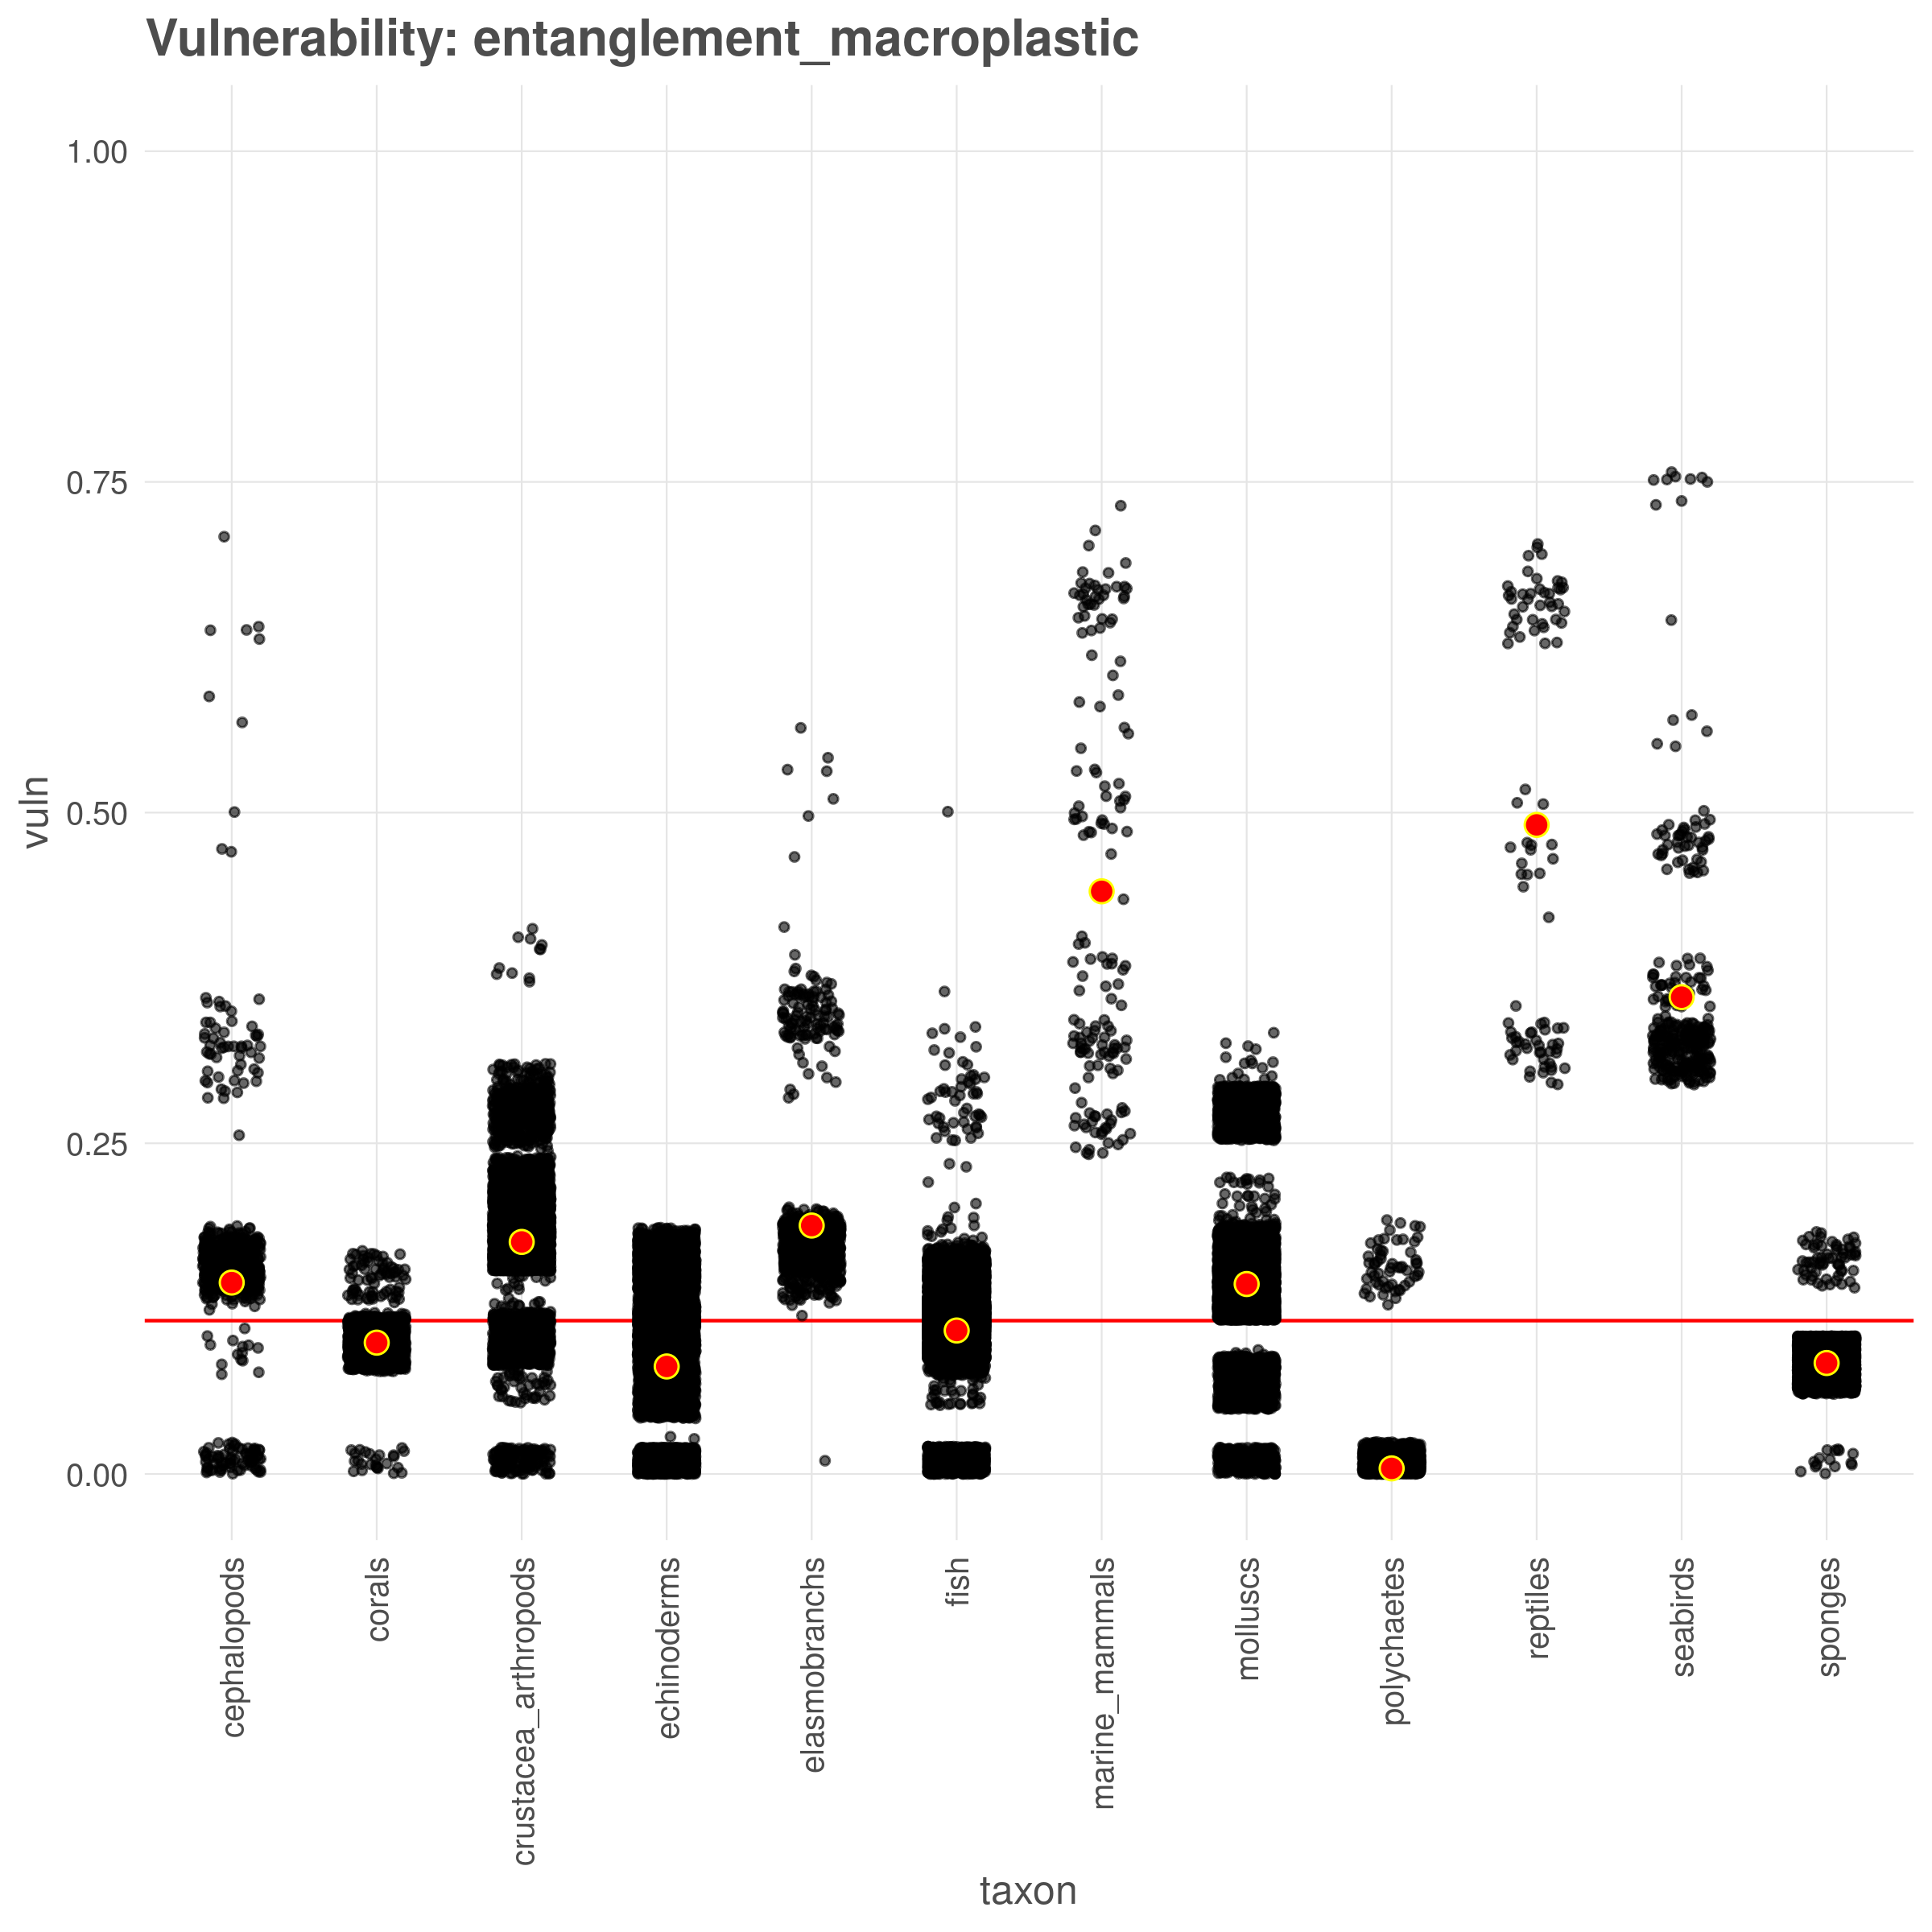 Vulnerability: entanglement_macroplastic
1.00
0.75
0.50
0.25
0.00
vuln
cephalopods
corals
crustacea_arthropods
echinoderms
elasmobranchs
fish
marine_mammals
molluscs
polychaetes
reptiles
seabirds
sponges
taxon